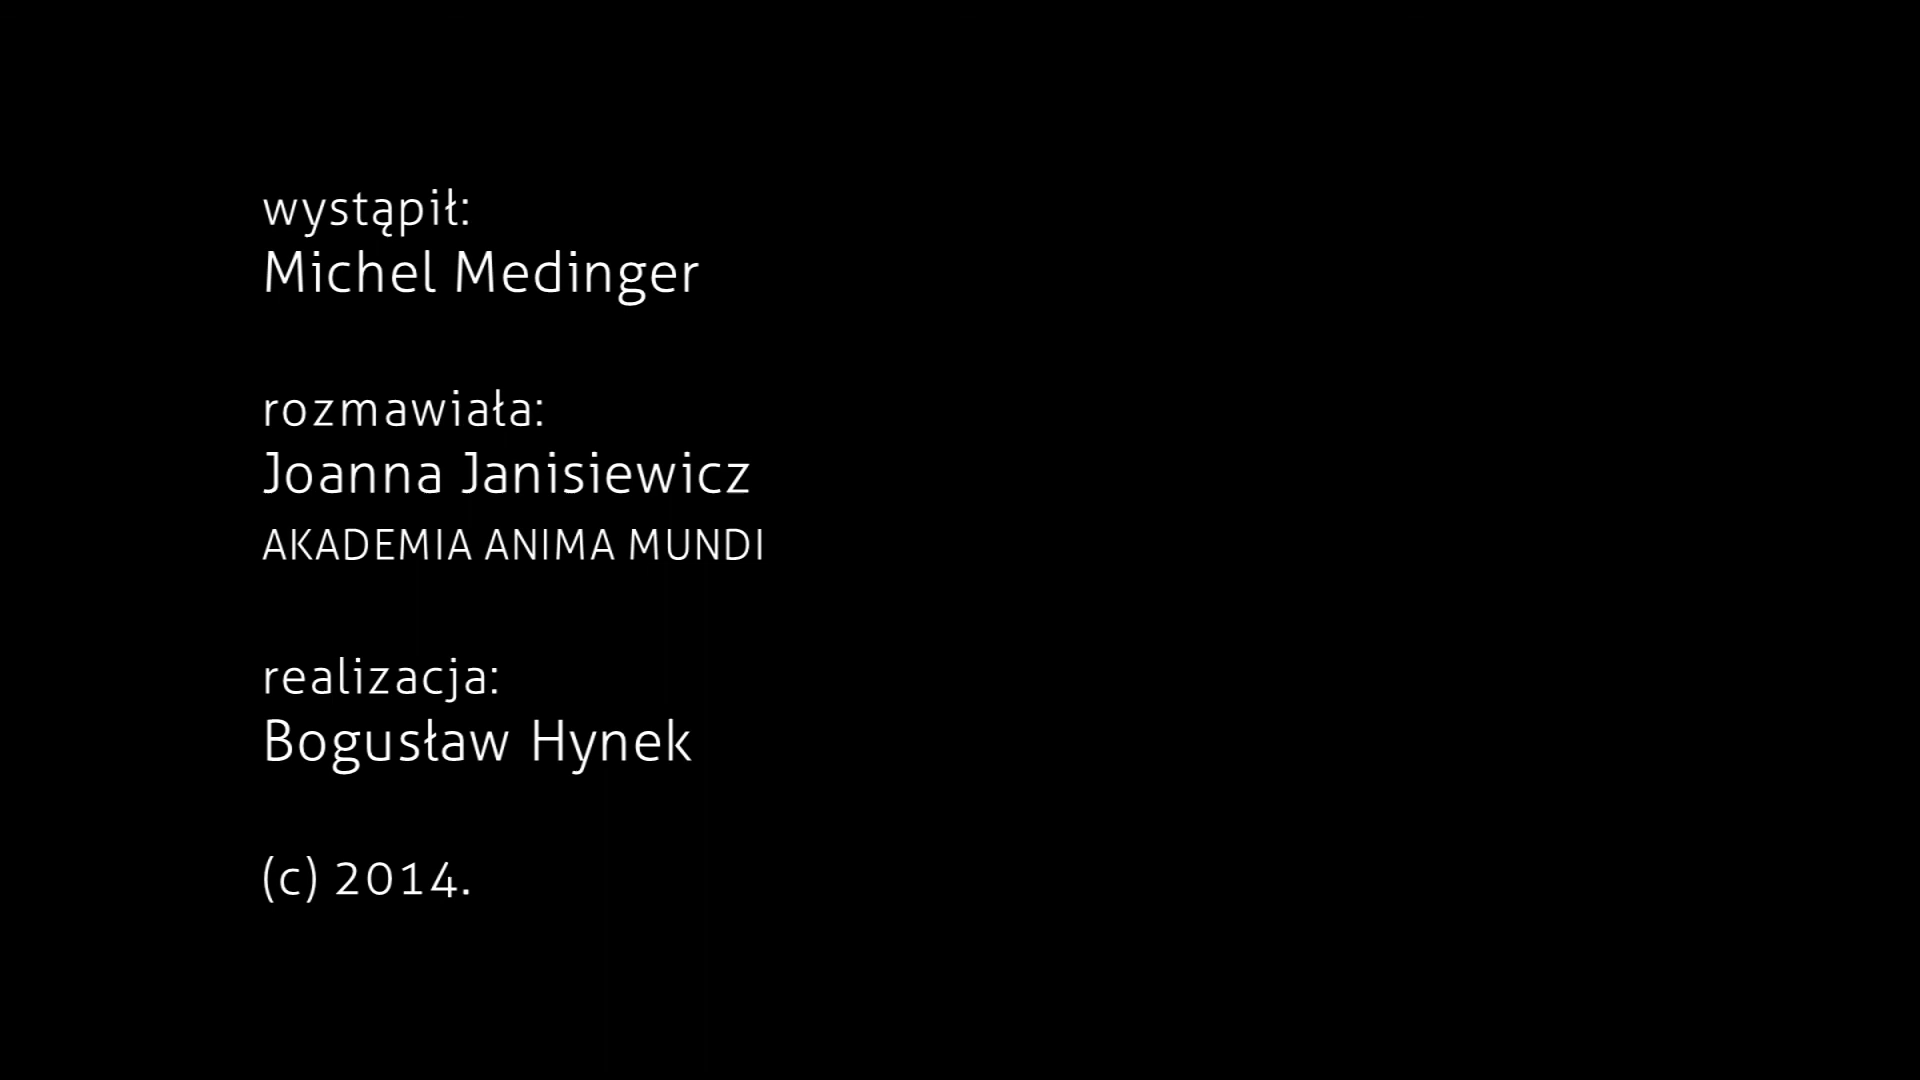 wystąpił:
Michel Medinger
rozmawiała:
Joanna Janisiewicz
AKADEMIA ANIMA MUNDI
realizacja:
Bogusław Hynek
(c) 2014.